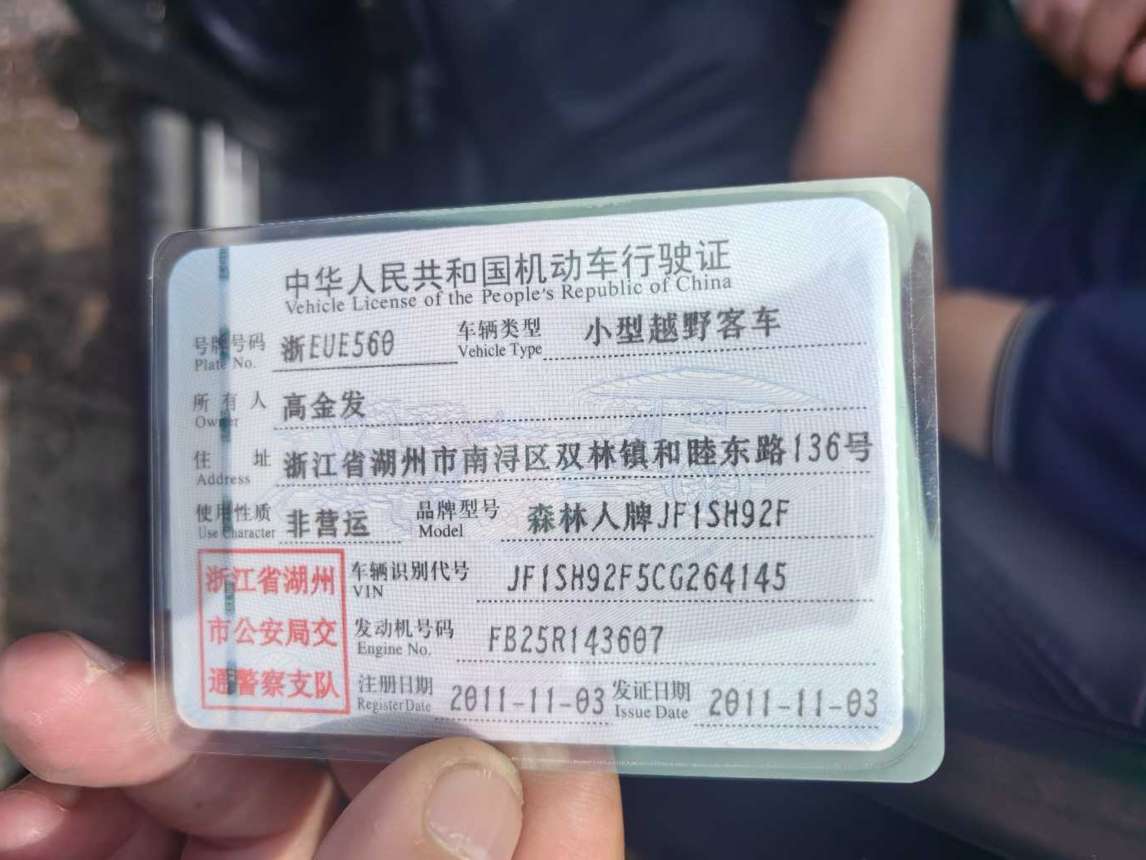 中华人民共和国机动车行驶证
Vehicle License of the People's Republic of China
号牌号码 浙EUE560 车辆类型 小型越野客车
Plate No. Vehicle Type
所有人 高金发
Owner
住址 浙江省湖州市南浔区双林镇和睦东路136号
Address
使用性质 非营运 品牌型号 森林人牌JF1SH92F
Use Character Model
浙江省湖州
市公安局交
通警察支队
车辆识别代号 JF1SH92F5CG264145
VIN
发动机号码 FB25R143607
Engine No.
注册日期 2011-11-03 发证日期 2011-11-03
Register Date Issue Date